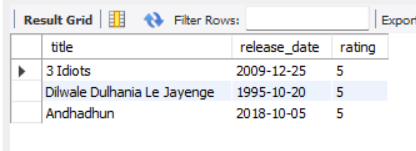 Result Grid Filter Rows: Export
title release_date rating
3 Idiots 2009-12-25 5
Dilwale Dulhania Le Jayenge 1995-10-20 5
Andhadhun 2018-10-05 5